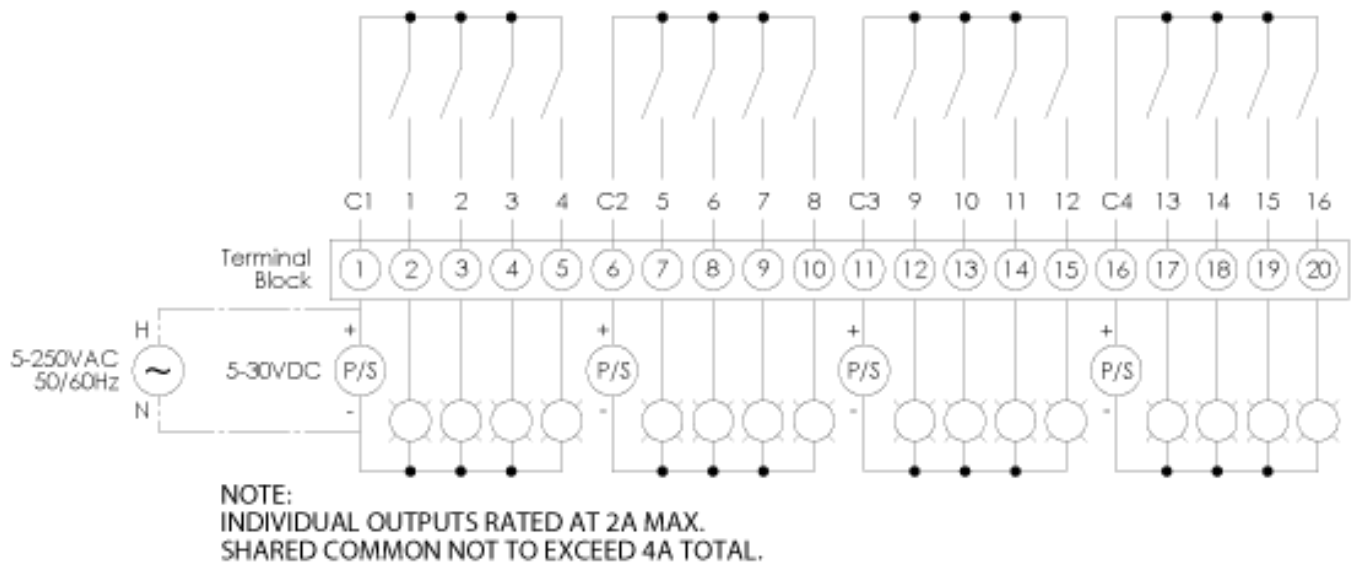 C1 1 2 3 4 C2 5 6 7 8 C3 9 10 11 12 C4 13 14 15 16
Terminal
Block
1 2 3 4 5 6 7 8 9 10 11 12 13 14 15 16 17 18 19 20
H
+ + + +
5-250VAC
50/60Hz
~
5-30VDC P/S P/S P/S P/S
N
- - - -
NOTE:
INDIVIDUAL OUTPUTS RATED AT 2A MAX.
SHARED COMMON NOT TO EXCEED 4A TOTAL.